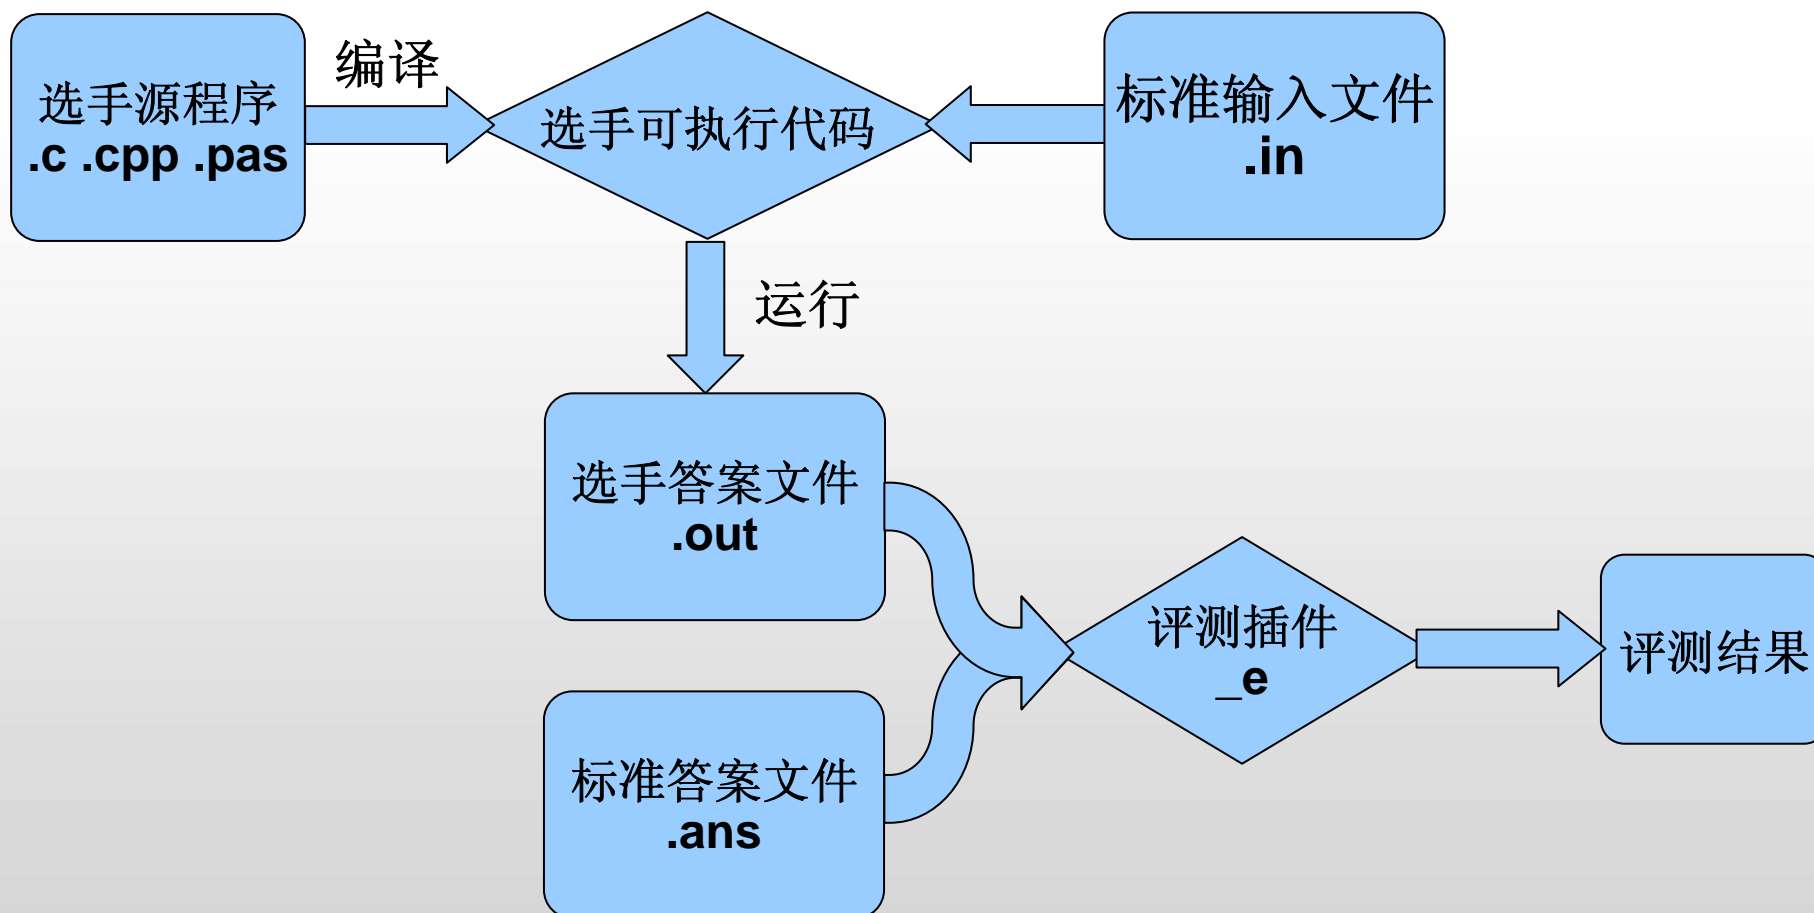 选手源程序
.c .cpp .pas
编译
选手可执行代码
标准输入文件
.in
运行
选手答案文件
.out
标准答案文件
.ans
评测插件
_e
评测结果